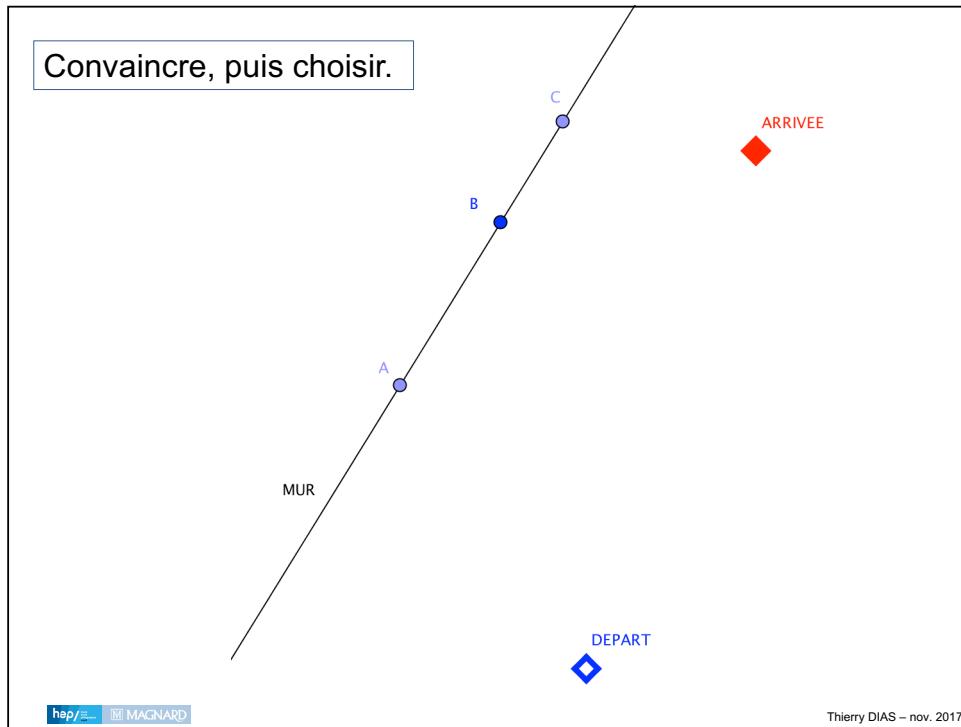 Convaincre, puis choisir.
C
ARRIVEE
B
A
MUR
DEPART
hep/
MAGNARD
Thierry DIAS – nov. 2017